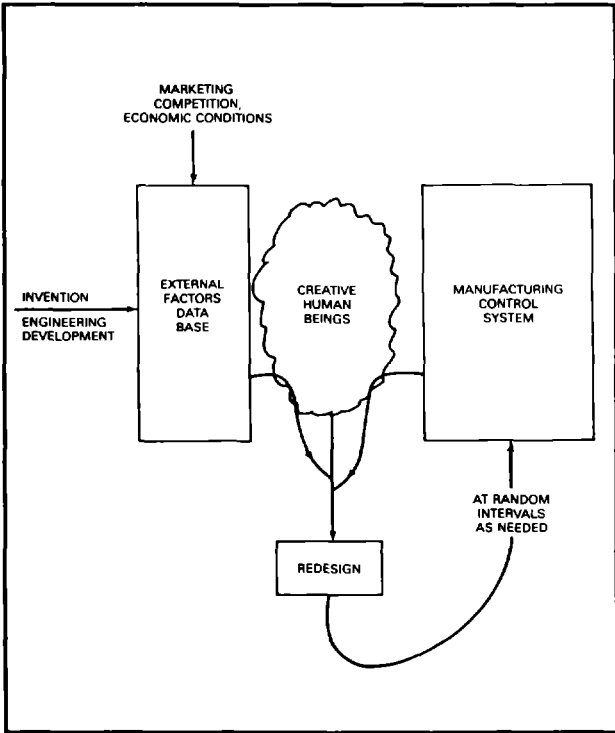 MARKETING
COMPETITION,
ECONOMIC CONDITIONS
INVENTION
ENGINEERING
DEVELOPMENT
EXTERNAL
FACTORS
DATA
BASE
CREATIVE
HUMAN
BEINGS
MANUFACTURING
CONTROL
SYSTEM
AT RANDOM
INTERVALS
AS NEEDED
REDESIGN